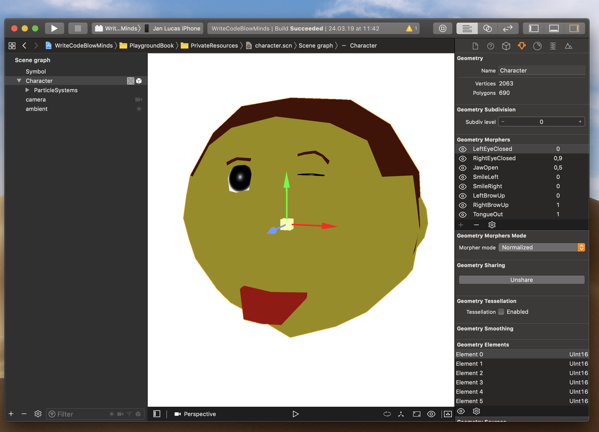 Writ...Minds)
Jan Lucas iPhone
WriteCodeBlowMinds | Build Succeeded | 24.03.19 at 11:42
1
WriteCodeBlowMinds
PlaygroundBook
PrivateResources
character.scn
Scene graph
Character
Scene graph
Symbol
Character
ParticleSystems
camera
ambient
Filter
Perspective
Geometry
Name Character
Vertices 2063
Polygons 690
Geometry Subdivision
Subdiv level 0
Geometry Morphers
LeftEyeClosed 0
RightEyeClosed 0,9
JawOpen 0,5
SmileLeft 0
SmileRight 0
LeftBrowUp 0
RightBrowUp 1
TongueOut 1
Geometry Morphers Mode
Morpher mode Normalized
Geometry Sharing
Unshare
Geometry Tessellation
Tessellation Enabled
Geometry Smoothing
Geometry Elements
Element 0 UInt16
Element 1 UInt16
Element 2 UInt16
Element 3 UInt16
Element 4 UInt16
Element 5 UInt16